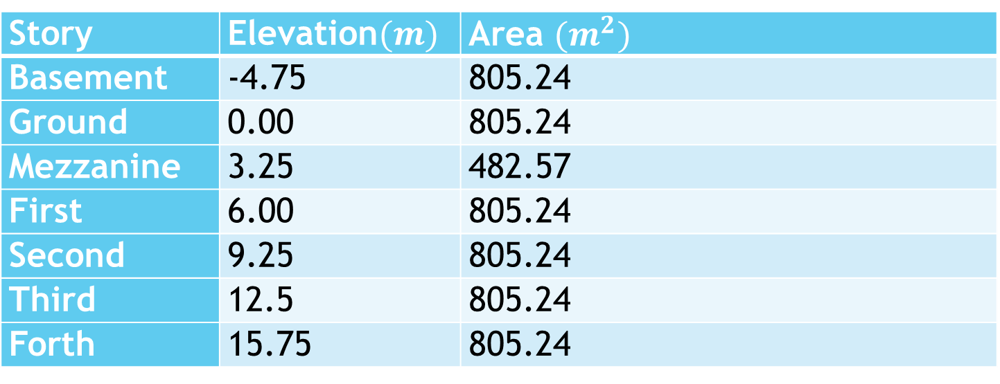 Story Elevation(m) Area (m²)
Basement -4.75 805.24
Ground 0.00 805.24
Mezzanine 3.25 482.57
First 6.00 805.24
Second 9.25 805.24
Third 12.5 805.24
Forth 15.75 805.24